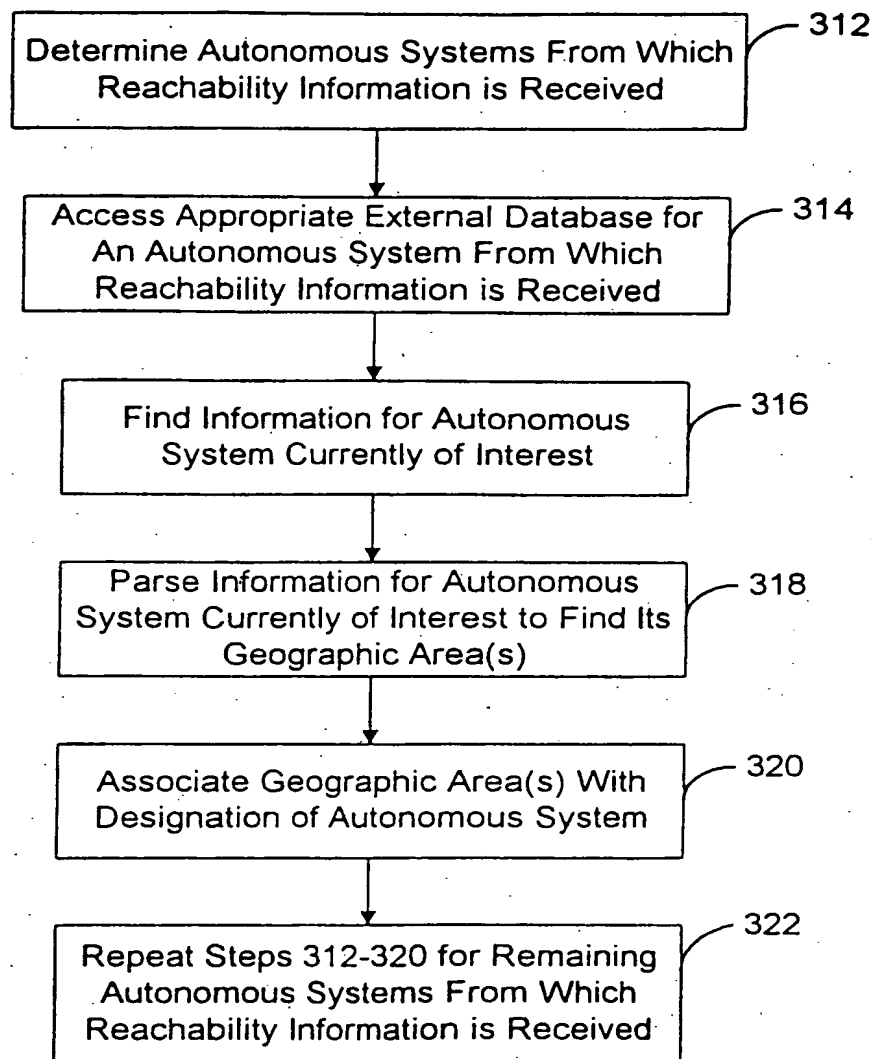 312
Determine Autonomous Systems From Which
Reachability Information is Received
314
Access Appropriate External Database for
An Autonomous System From Which
Reachability Information is Received
316
Find Information for Autonomous
System Currently of Interest
318
Parse Information for Autonomous
System Currently of Interest to Find Its
Geographic Area(s)
320
Associate Geographic Area(s) With
Designation of Autonomous System
322
Repeat Steps 312-320 for Remaining
Autonomous Systems From Which
Reachability Information is Received